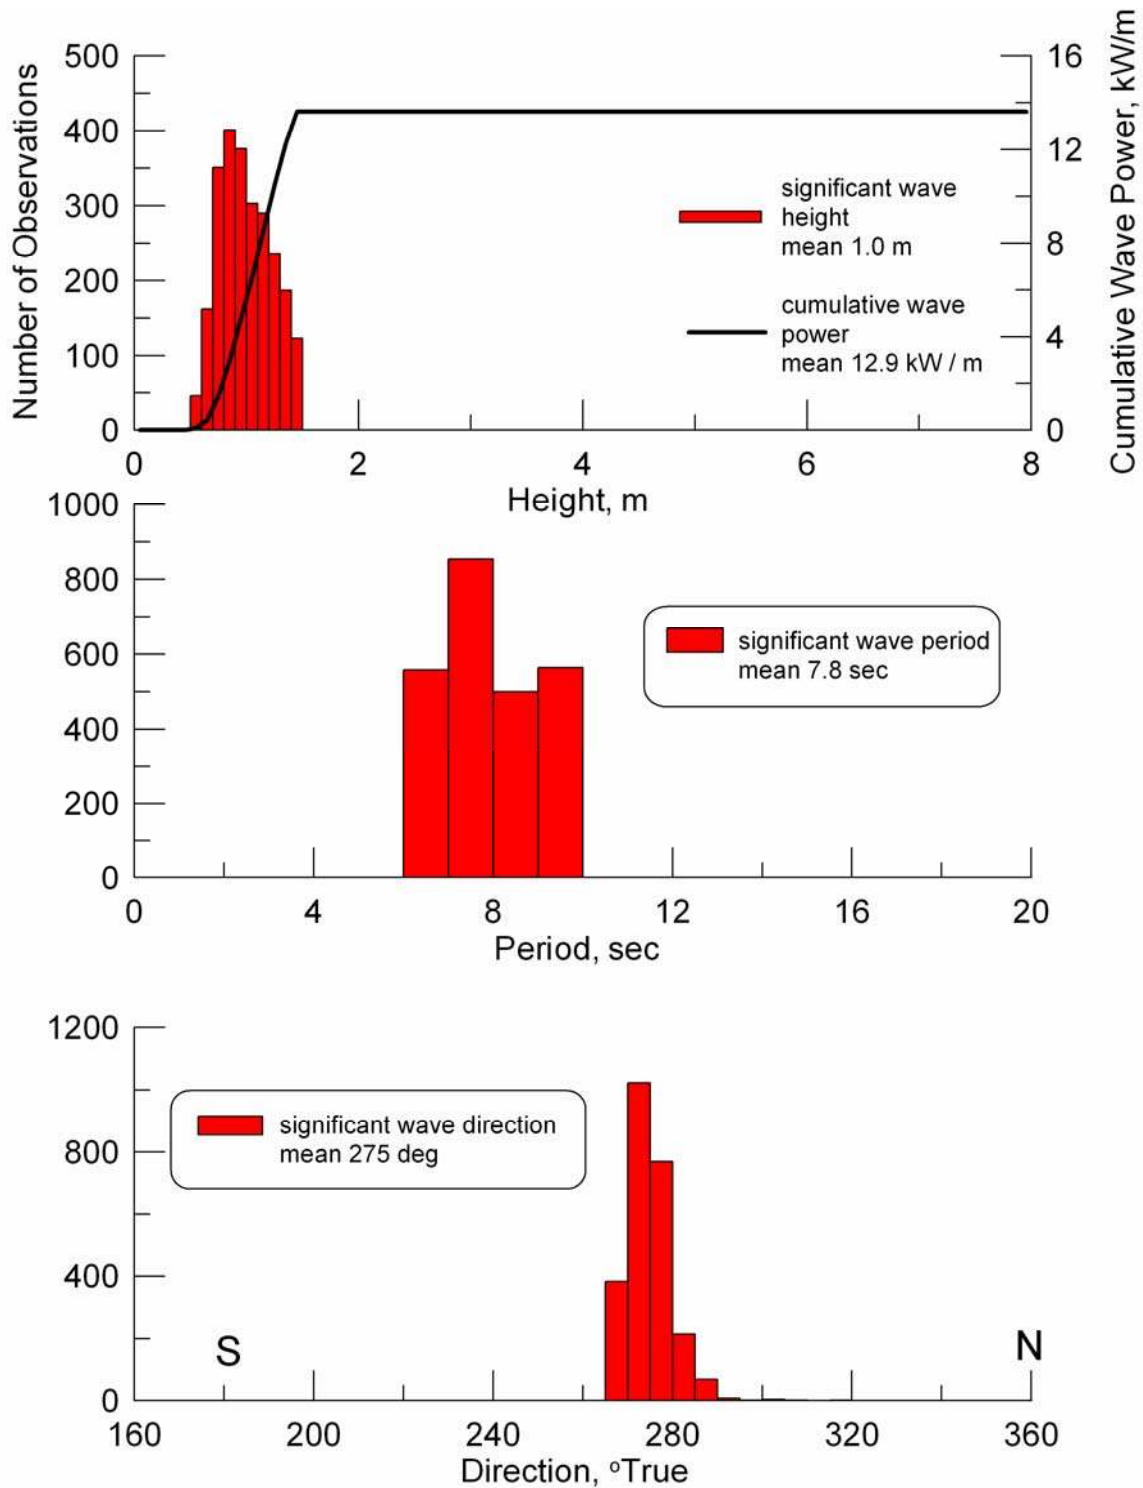 Number of Observations
500
400
300
200
100
0
16
12
8
4
0
Cumulative Wave Power, kW/m
significant wave
height
mean 1.0 m
cumulative wave
power
mean 12.9 kW / m
0 2 4 6 8
Height, m
1000
800
600
400
200
0
significant wave period
mean 7.8 sec
0 4 8 12 16 20
Period, sec
1200
800
400
0
significant wave direction
mean 275 deg
S N
160 200 240 280 320 360
Direction, ºTrue